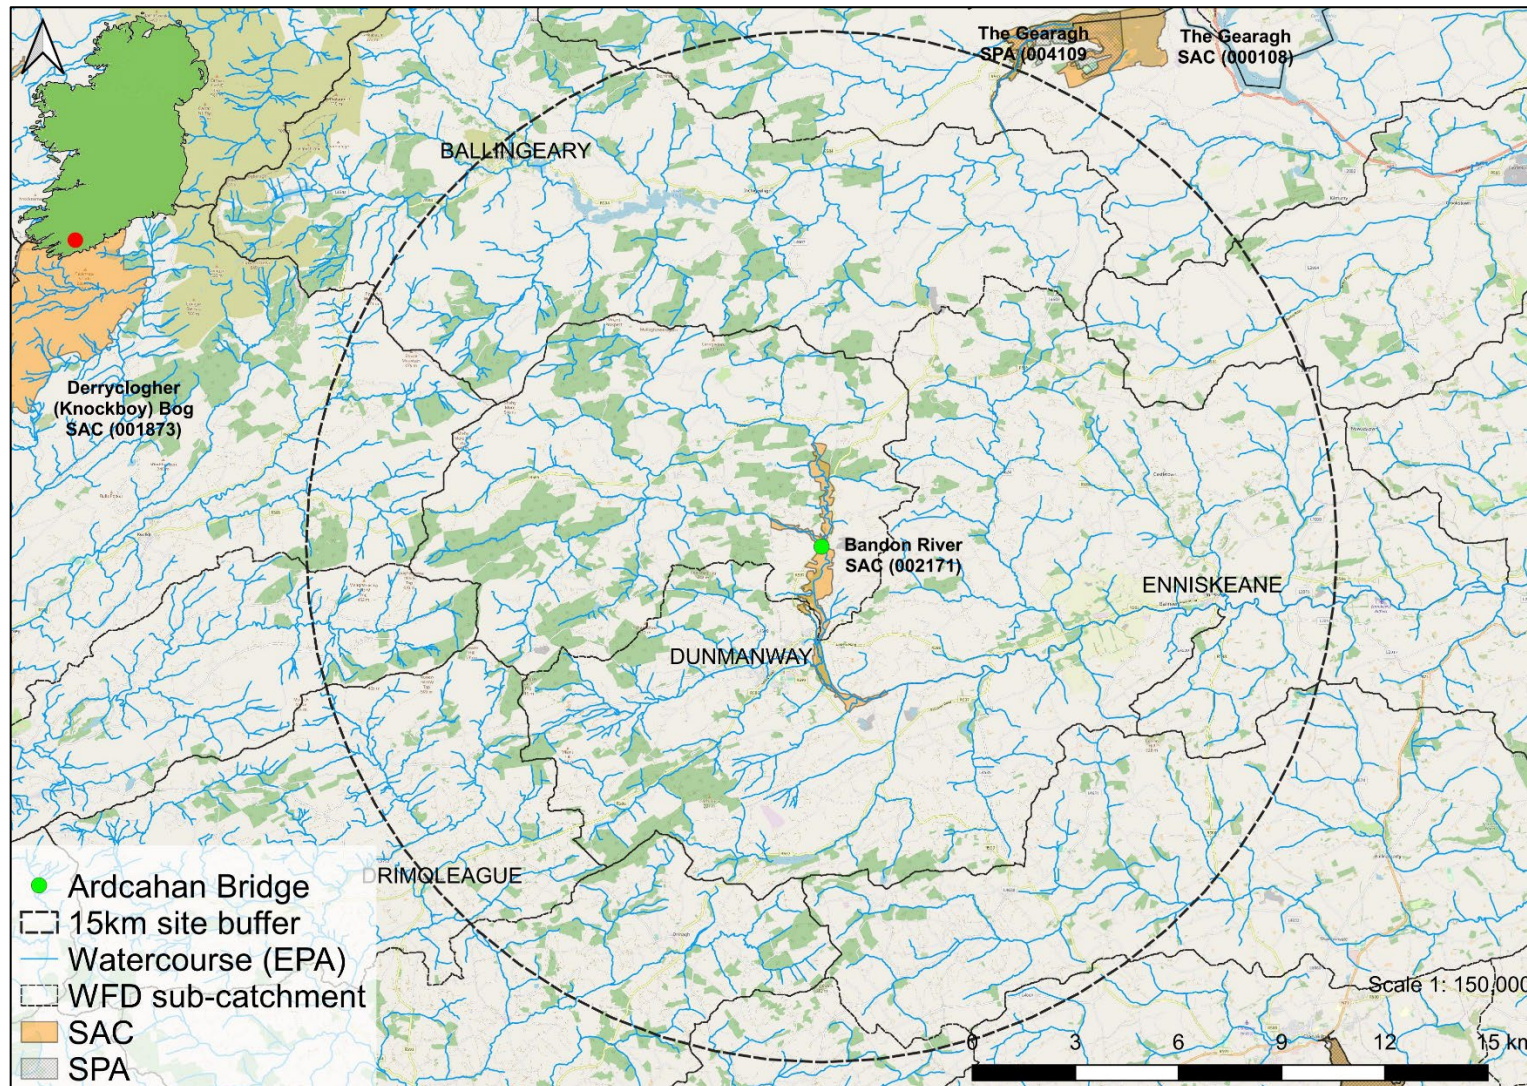 The Gearagh
SPA (004109
The Gearagh
SAC (000108)
BALLINGEARY
Derryclogher
(Knockboy) Bog
SAC (001873)
Bandon River
SAC (002171)
ENNISKEANE
DUNMANWAY
DRIMOLEAGUE
Ardcahan Bridge
15km site buffer
Watercourse (EPA)
WFD sub-catchment
SAC
SPA
Scale 1: 150,000
0 3 6 9 12 15 km